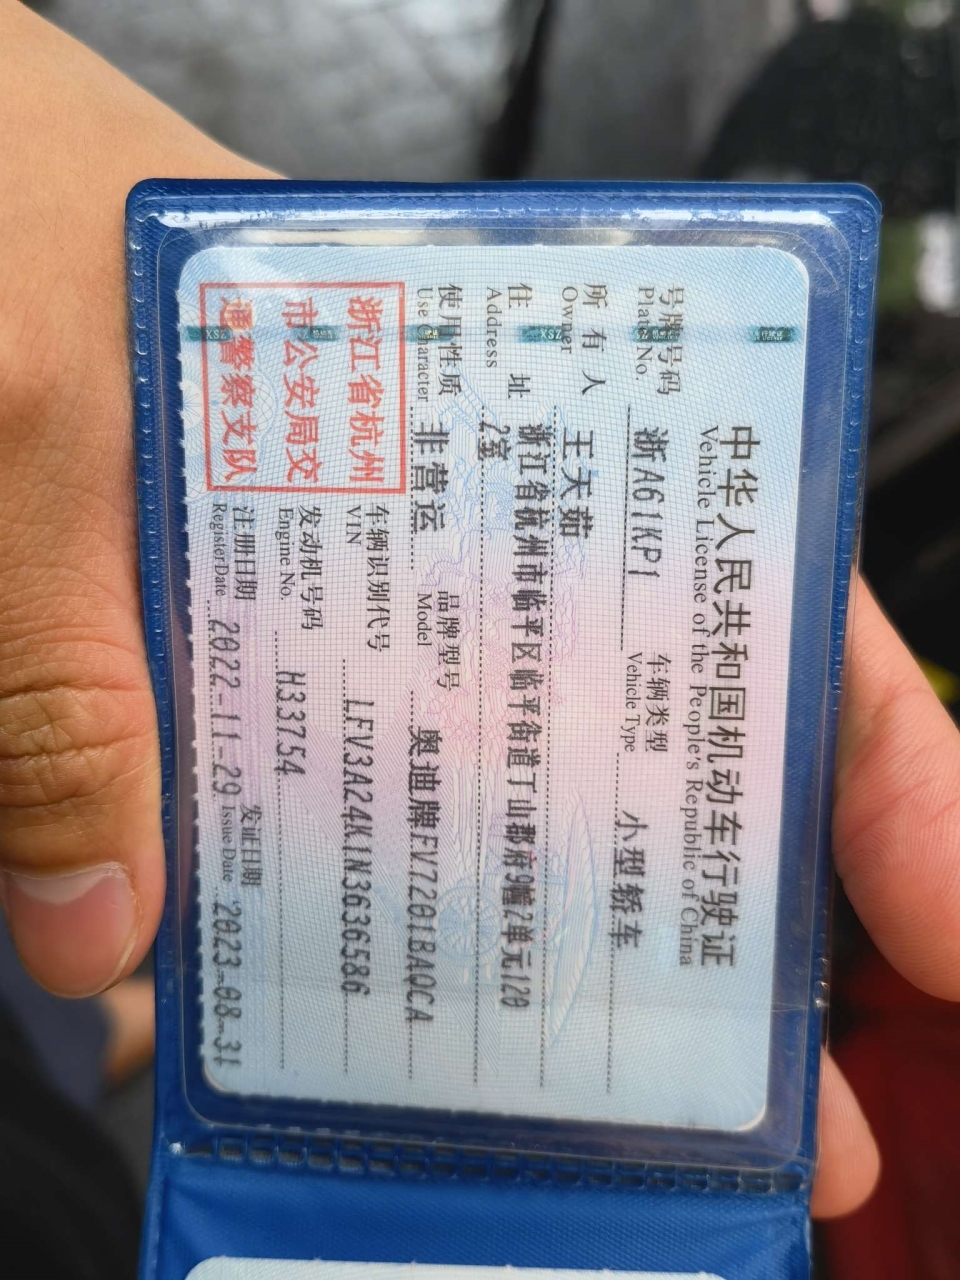 中华人民共和国机动车行驶证
Vehicle License of the People's Republic of China
号牌号码 浙A61KP1 车辆类型 小型轿车
Plate No. Vehicle Type
所有人 王天茹
Owner
住址 浙江省杭州市临平区临平街道丁山郡府9幢2单元120
Address 2室
使用性质 非营运 品牌型号 奥迪牌FV7201BAQCA
Use Character Model
浙江省杭州
市公安局交
通警察支队
车辆识别代号 LFV3A24K1N3636586
VIN
发动机号码 H33754
Engine No.
注册日期 2022-11-29 发证日期 2023-08-31
Register Date Issue Date